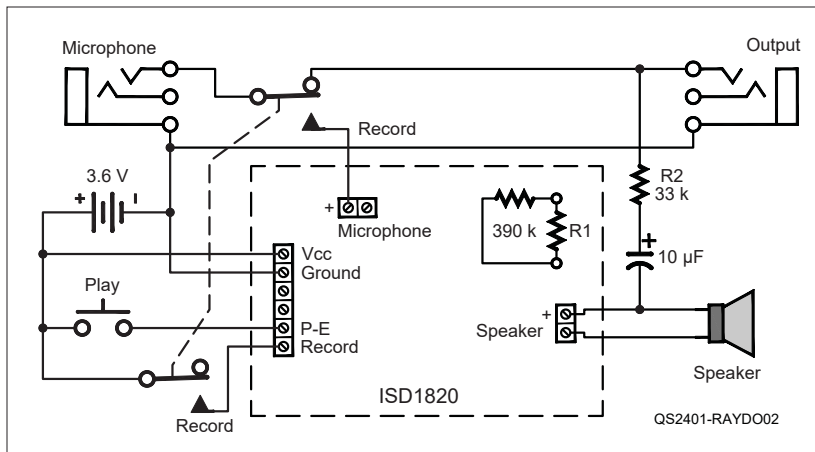 Microphone
Output
Record
3.6 V
+ -
R2
33 k
+
Microphone
390 k
R1
+
10 µF
Vcc
Ground
Play
P-E
Record
+
Speaker
Speaker
Record
ISD1820
QS2401-RAYDO02